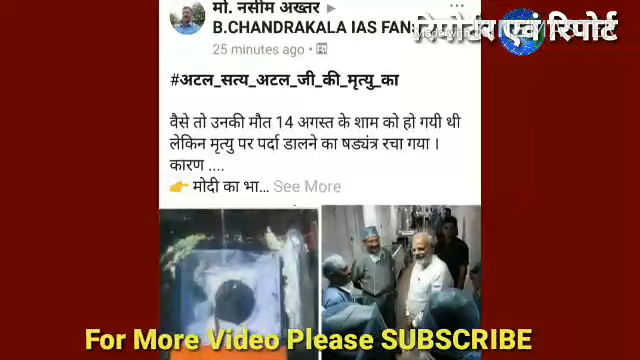 मो. नसीम अख्तर ▸
B.CHANDRAKALA IAS FAN
रिपोर्टर एवं रिपोर्ट
25 minutes ago •
#अटल_सत्य_अटल_जी_की_मृत्यु_का
वैसे तो उनकी मौत 14 अगस्त के शाम को हो गयी थी
लेकिन मृत्यु पर पर्दा डालने का षड्यंत्र रचा गया ।
कारण ....
👉 मोदी का भा... See More
For More Video Please SUBSCRIBE